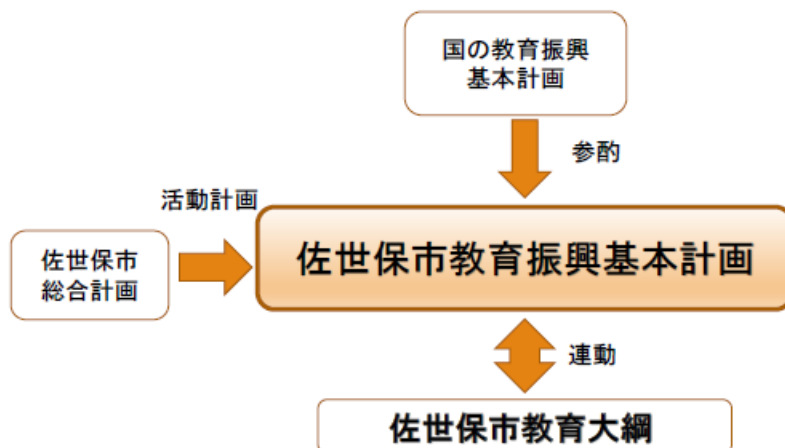 国の教育振興
基本計画
参酌
活動計画
佐世保市
総合計画
佐世保市教育振興基本計画
連動
佐世保市教育大綱